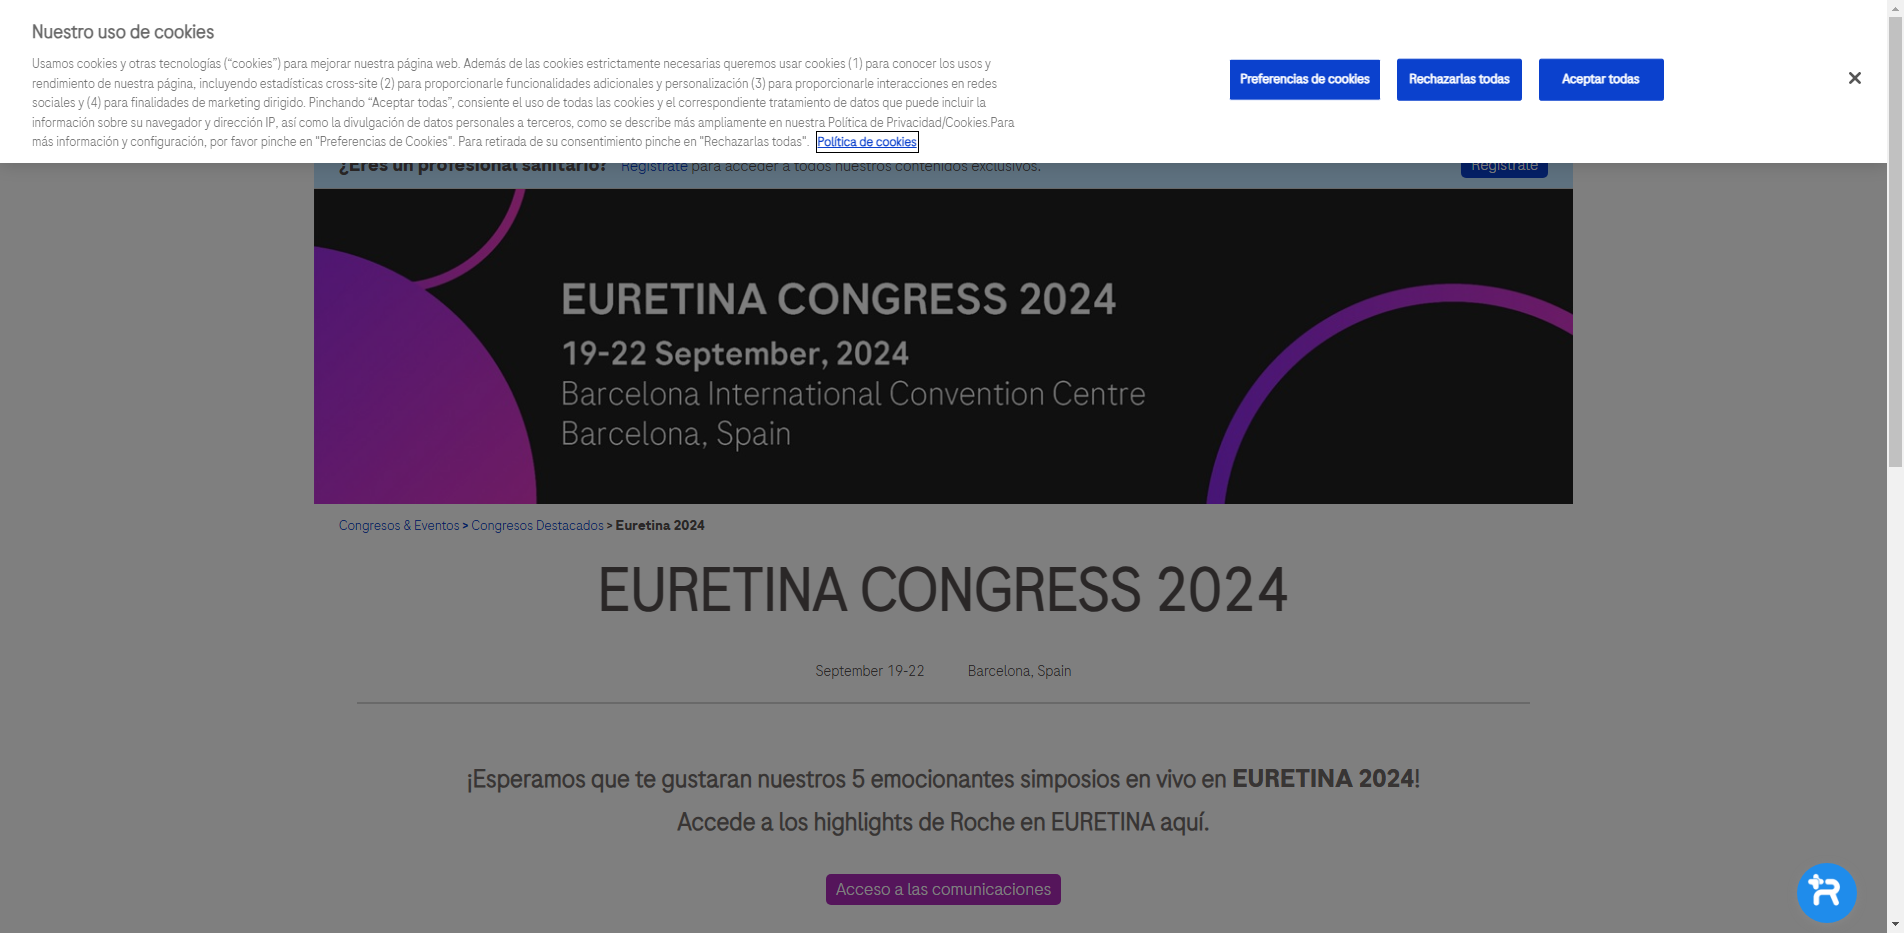 Nuestro uso de cookies
Usamos cookies y otras tecnologías (“cookies”) para mejorar nuestra página web. Además de las cookies estrictamente necesarias queremos usar cookies (1) para conocer los usos y
rendimiento de nuestra página, incluyendo estadísticas cross-site (2) para proporcionarle funcionalidades adicionales y personalización (3) para proporcionarle interacciones en redes
sociales y (4) para finalidades de marketing dirigido. Pinchando “Aceptar todas”, consiente el uso de todas las cookies y el correspondiente tratamiento de datos que puede incluir la
información sobre su navegador y dirección IP, así como la divulgación de datos personales a terceros, como se describe más ampliamente en nuestra Política de Privacidad/Cookies.Para
más información y configuración, por favor pinche en "Preferencias de Cookies". Para retirada de su consentimiento pinche en "Rechazarlas todas". Política de cookies
Preferencias de cookies
Rechazarlas todas
Aceptar todas
¿Eres un profesional sanitario? Regístrate para acceder a todos nuestros contenidos exclusivos.
Regístrate
EURETINA CONGRESS 2024
19-22 September, 2024
Barcelona International Convention Centre
Barcelona, Spain
Congresos & Eventos > Congresos Destacados > Euretina 2024
EURETINA CONGRESS 2024
September 19-22 Barcelona, Spain
¡Esperamos que te gustaran nuestros 5 emocionantes simposios en vivo en EURETINA 2024!
Accede a los highlights de Roche en EURETINA aquí.
Acceso a las comunicaciones